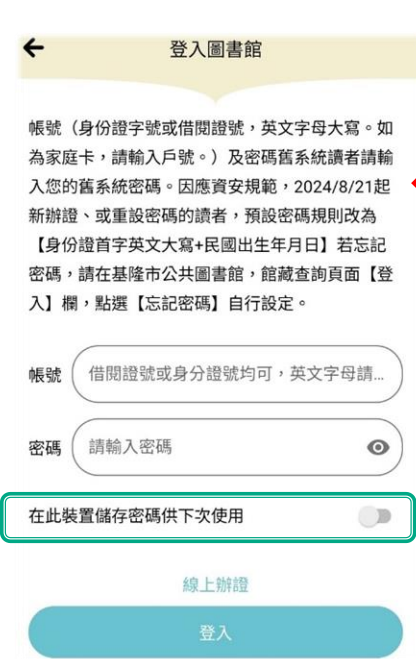 登入圖書館
帳號（身份證字號或借閱證號，英文字母大寫。如
為家庭卡，請輸入戶號。）及密碼舊系統讀者請輸
入您的舊系統密碼。因應資安規範，2024/8/21起
新辦證、或重設密碼的讀者，預設密碼規則改為
【身份證首字英文大寫+民國出生年月日】若忘記
密碼，請在基隆市公共圖書館，館藏查詢頁面【登
入】欄，點選【忘記密碼】自行設定。
帳號 借閱證號或身分證號均可，英文字母請...
密碼 請輸入密碼
在此裝置儲存密碼供下次使用
線上辦證
登入